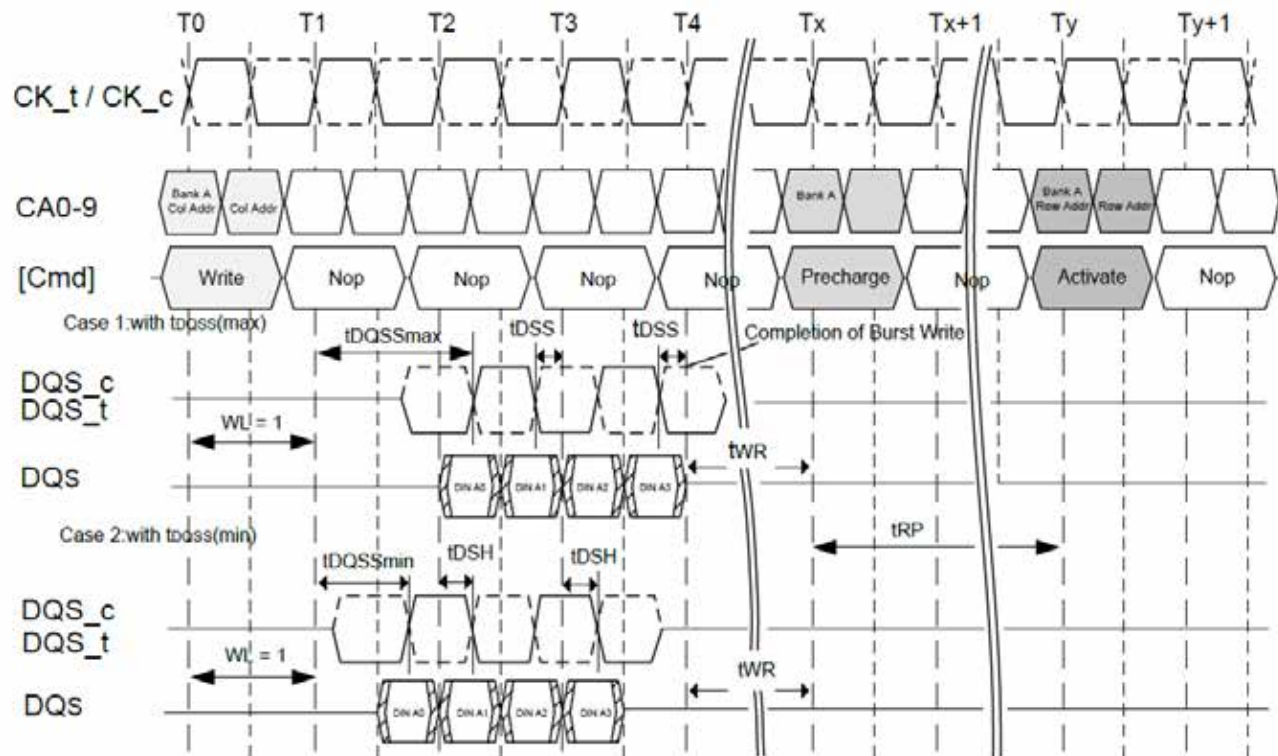 T0 T1 T2 T3 T4 Tx Tx+1 Ty Ty+1
CK_t / CK_c
CA0-9
Bank A Col Addr
Col Addr
Bank A
Bank A Row Addr
Row Addr
[Cmd] Write Nop Nop Nop Nop Precharge Nop Activate Nop
Case 1:with tDQSS(max)
tDQSSmax
tDSS
tDSS
Completion of Burst Write
DQS_c
DQS_t
WL = 1
tWR
DQs
DIN A0 DIN A1 DIN A2 DIN A3
Case 2:with tDQSS(min)
tRP
tDQSSmin
tDSH
tDSH
DQS_c
DQS_t
WL = 1
tWR
DQs
DIN A0 DIN A1 DIN A2 DIN A3